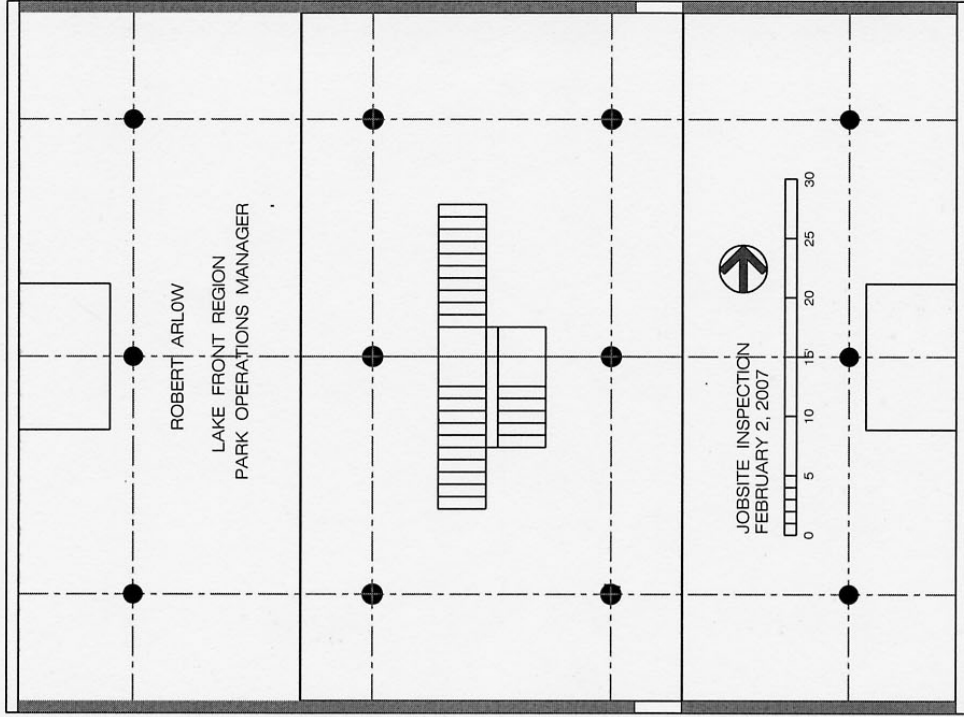 ROBERT ARLOW
LAKE FRONT REGION
PARK OPERATIONS MANAGER
JOBSITE INSPECTION
FEBRUARY 2, 2007
0 5 10 15 20 25 30